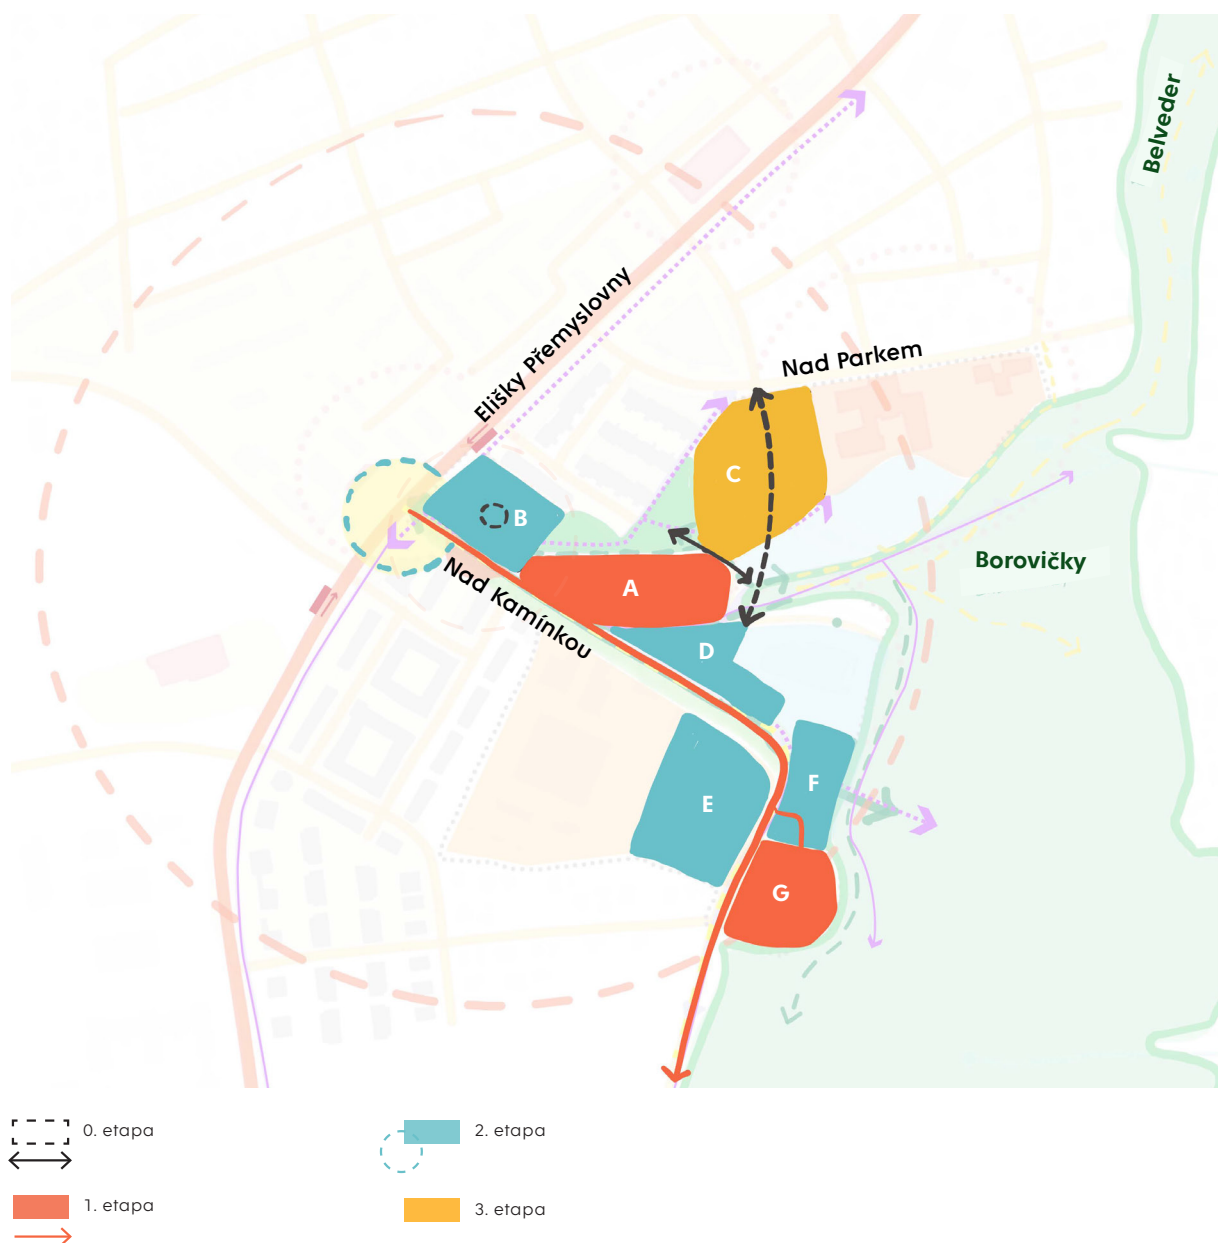 Belveder
Elišky Přemyslovny
Nad Parkem
C
B
Borovičky
Nad Kamínkou
A
D
E
F
G
0. etapa
2. etapa
1. etapa
3. etapa